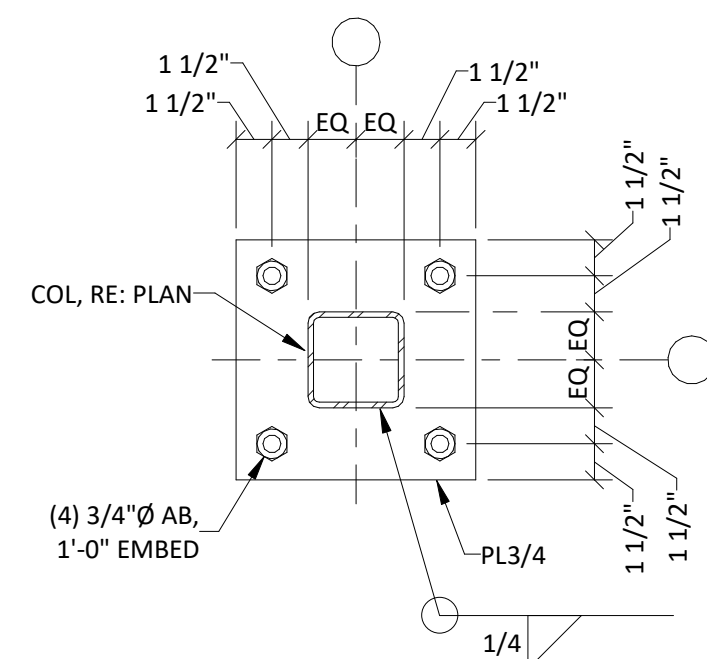 1 1/2"
1 1/2"
1 1/2"
1 1/2"
EQ
EQ
1 1/2"
1 1/2"
COL, RE: PLAN
EQ
EQ
(4) 3/4"Ø AB,
1'-0" EMBED
PL3/4
1 1/2"
1 1/2"
1/4